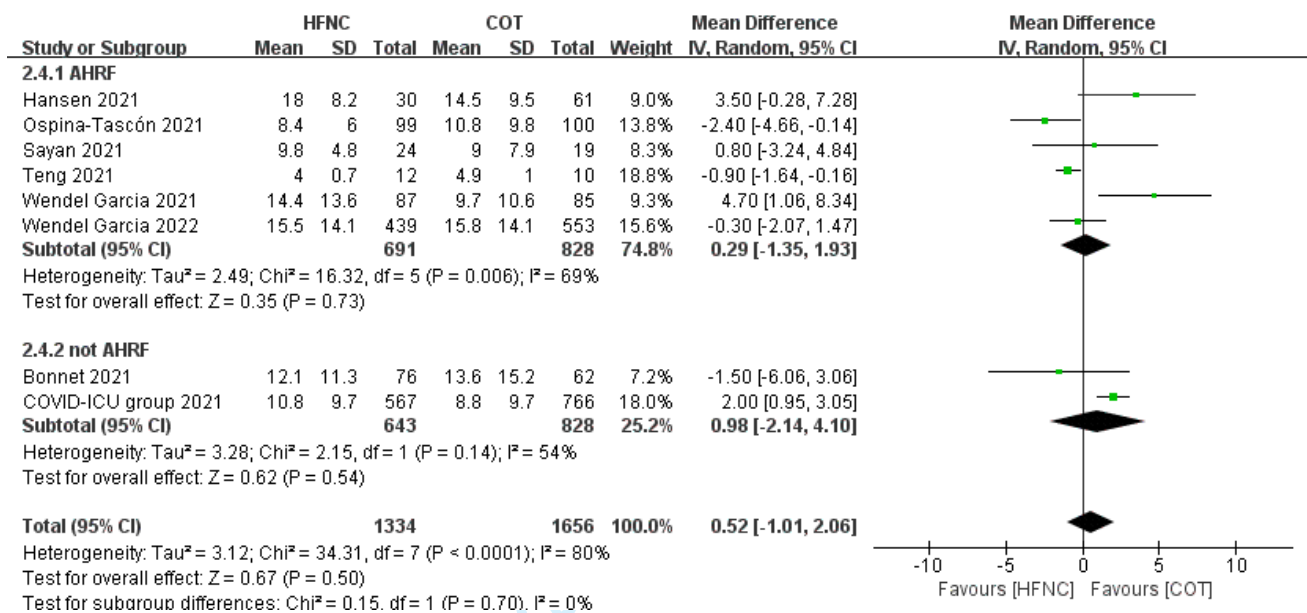 HFNC COT Mean Difference Mean Difference
Study or Subgroup Mean SD Total Mean SD Total Weight IV, Random, 95% CI IV, Random, 95% CI
2.4.1 AHRF
Hansen 2021 18 8.2 30 14.5 9.5 61 9.0% 3.50 [-0.28, 7.28]
Ospina-Tascón 2021 8.4 6 99 10.8 9.8 100 13.8% -2.40 [-4.66, -0.14]
Sayan 2021 9.8 4.8 24 9 7.9 19 8.3% 0.80 [-3.24, 4.84]
Teng 2021 4 0.7 12 4.9 1 10 18.8% -0.90 [-1.64, -0.16]
Wendel Garcia 2021 14.4 13.6 87 9.7 10.6 85 9.3% 4.70 [1.06, 8.34]
Wendel Garcia 2022 15.5 14.1 439 15.8 14.1 553 15.6% -0.30 [-2.07, 1.47]
Subtotal (95% CI) 691 828 74.8% 0.29 [-1.35, 1.93]
Heterogeneity: Tau² = 2.49; Chi² = 16.32, df = 5 (P = 0.006); I² = 69%
Test for overall effect: Z = 0.35 (P = 0.73)
2.4.2 not AHRF
Bonnet 2021 12.1 11.3 76 13.6 15.2 62 7.2% -1.50 [-6.06, 3.06]
COVID-ICU group 2021 10.8 9.7 567 8.8 9.7 766 18.0% 2.00 [0.95, 3.05]
Subtotal (95% CI) 643 828 25.2% 0.98 [-2.14, 4.10]
Heterogeneity: Tau² = 3.28; Chi² = 2.15, df = 1 (P = 0.14); I² = 54%
Test for overall effect: Z = 0.62 (P = 0.54)
Total (95% CI) 1334 1656 100.0% 0.52 [-1.01, 2.06]
Heterogeneity: Tau² = 3.12; Chi² = 34.31, df = 7 (P < 0.0001); I² = 80%
Test for overall effect: Z = 0.67 (P = 0.50)
Test for subgroup differences: Chi² = 0.15, df = 1 (P = 0.70), I² = 0%
-10 -5 0 5 10
Favours [HFNC] Favours [COT]